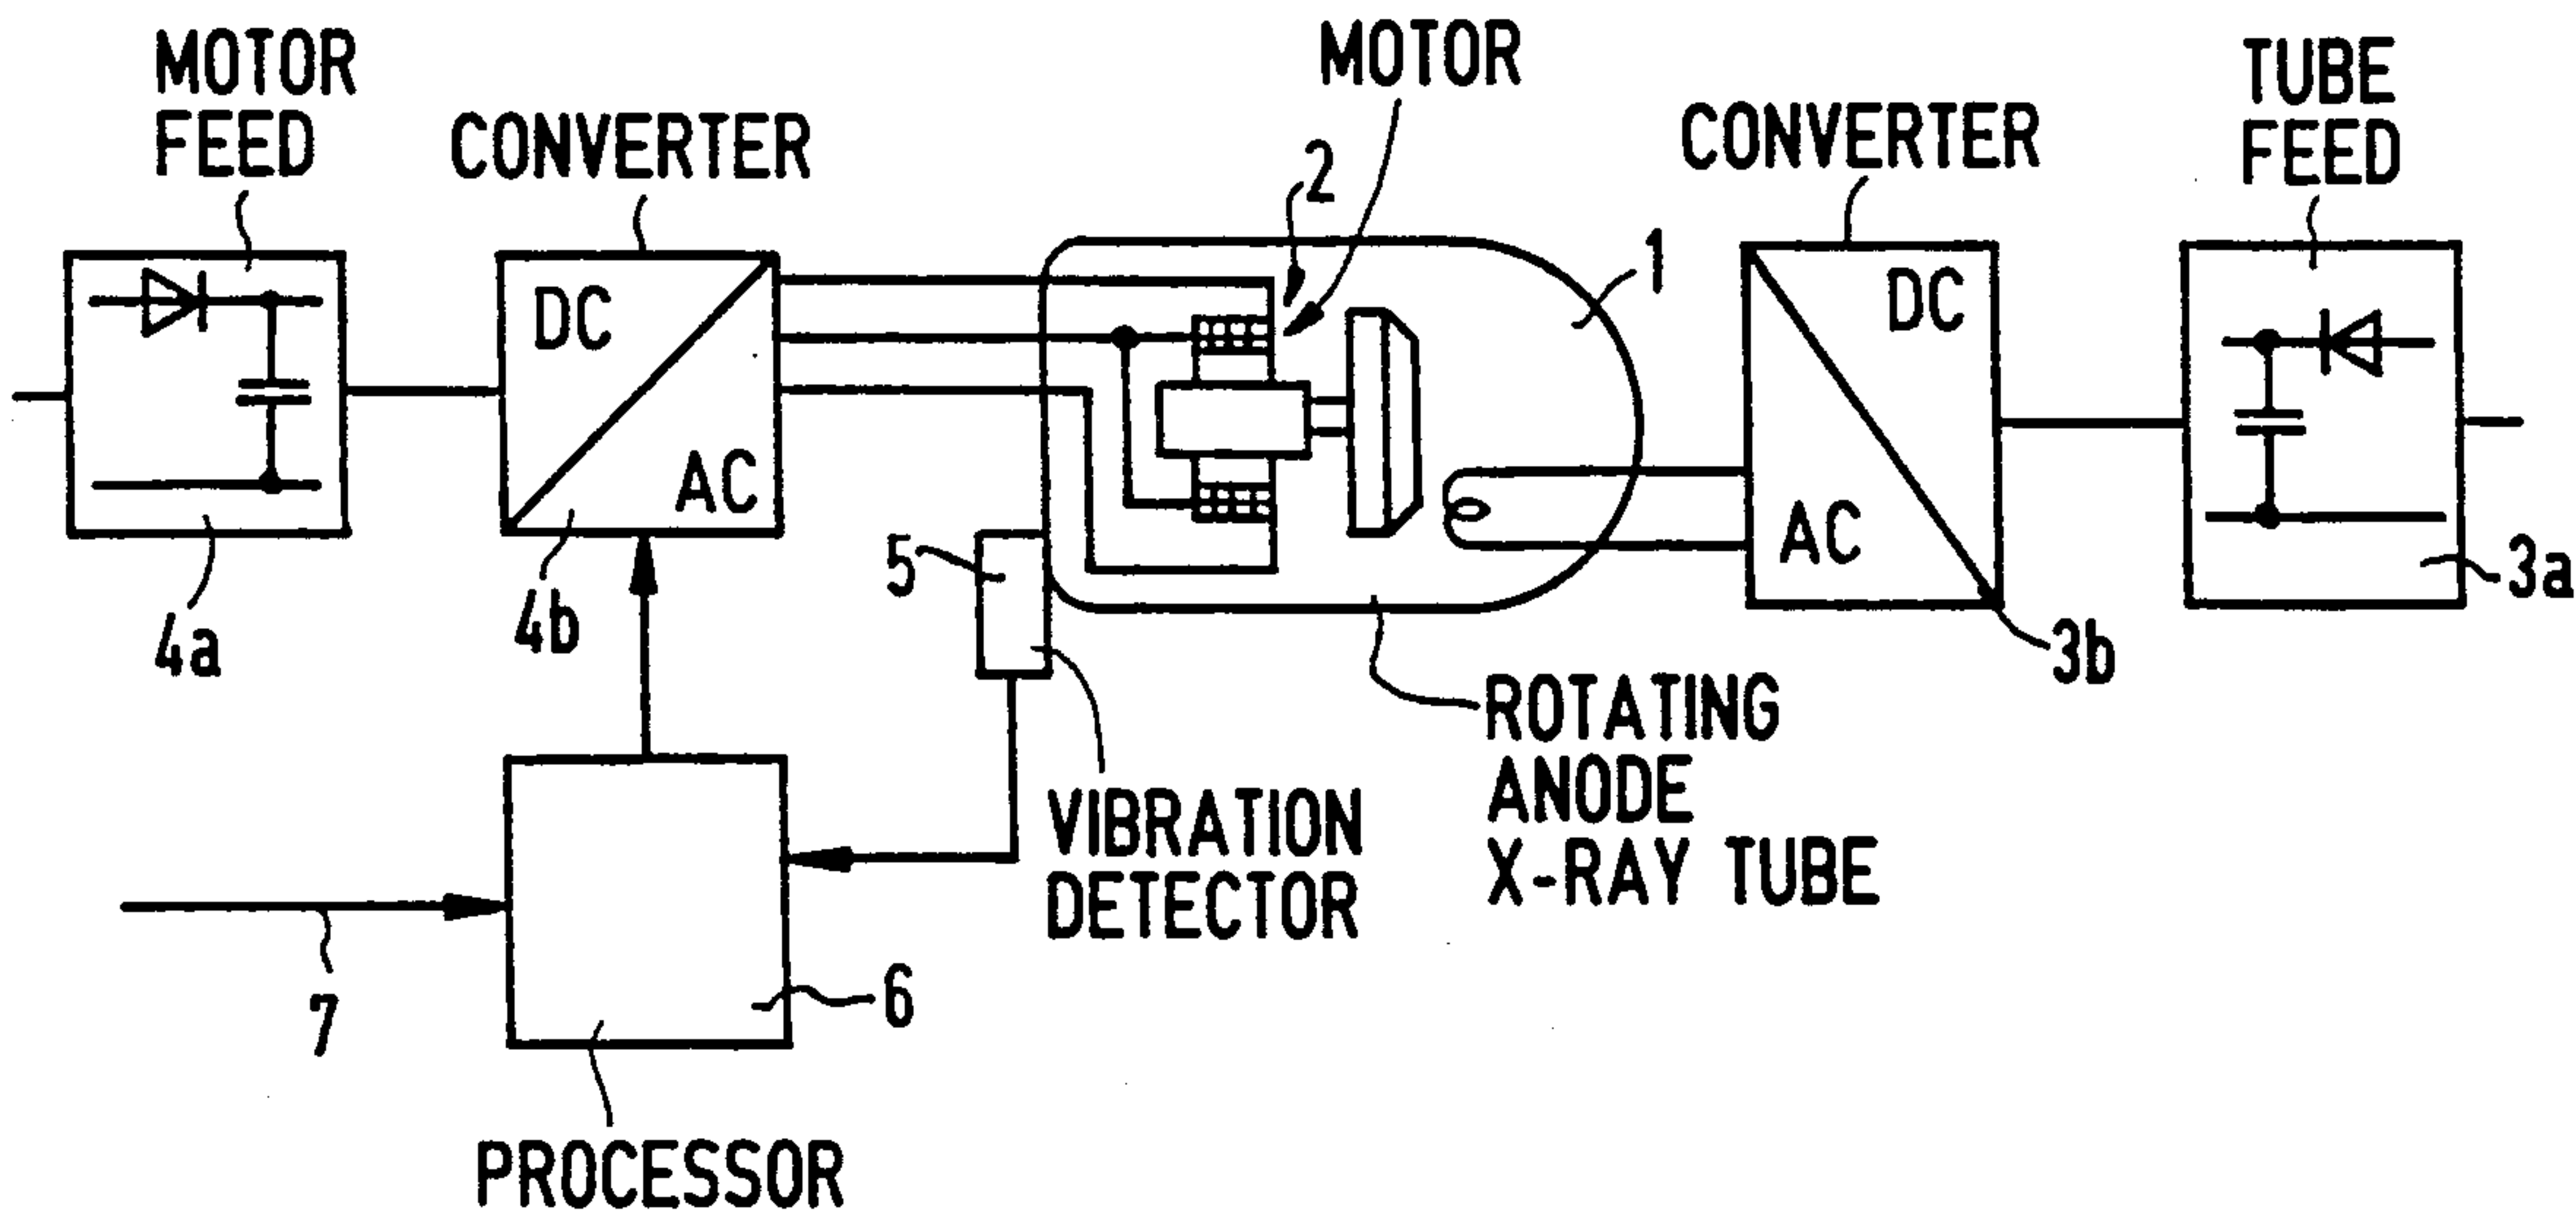 MOTOR
FEED
CONVERTER
MOTOR
2
CONVERTER
TUBE
FEED
1
DC
AC
DC
AC
4a
4b
5
3b
3a
ROTATING
ANODE
X-RAY TUBE
VIBRATION
DETECTOR
7
6
PROCESSOR